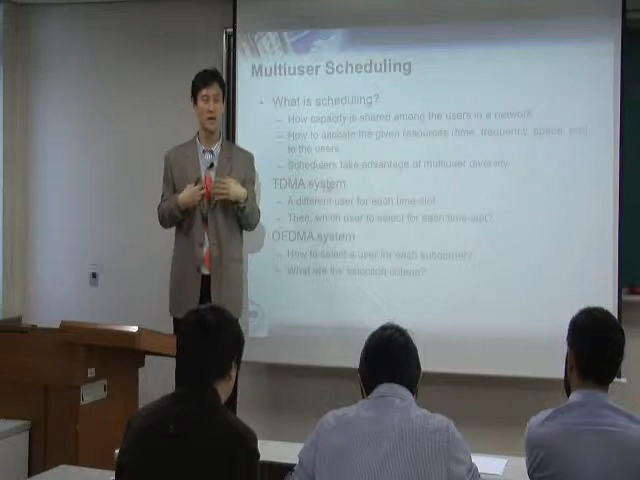 Multiuser Scheduling
• What is scheduling?
– How capacity is shared among the users in a network
– How to allocate the given resources (time, frequency, space, etc)
to the users
– Schedulers take advantage of multiuser diversity
TDMA system
– A different user for each time-slot
– Then, which user to select for each time-slot?
OFDMA system
– How to select a user for each subcarrier?
– What are the selection criteria?